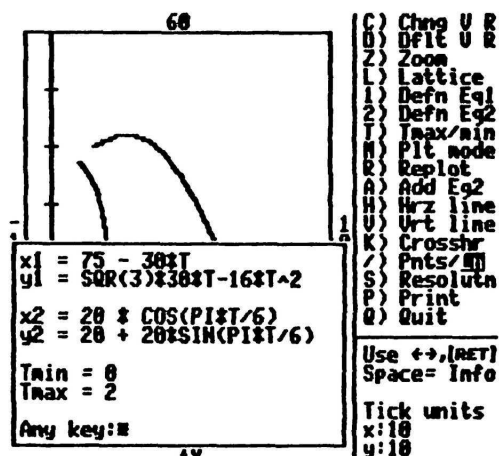 60
x1 = 75 - 30*T
y1 = SQR(3)*30*T-16*T^2
x2 = 20 * COS(PI*T/6)
y2 = 20 + 20*SIN(PI*T/6)
Tmin = 0
Tmax = 2
Any key:
C) Chng V R
D) Dflt V R
Z) Zoom
L) Lattice
1) Defn Eq1
2) Defn Eq2
T) Tmax/min
M) Plt mode
R) Replot
A) Add Eq2
H) Hrz line
V) Vrt line
K) Crosshr
/) Pnts/
S) Resolutn
P) Print
Q) Quit
Use ←→,[RET]
Space= Info
Tick units
x:10
y:10